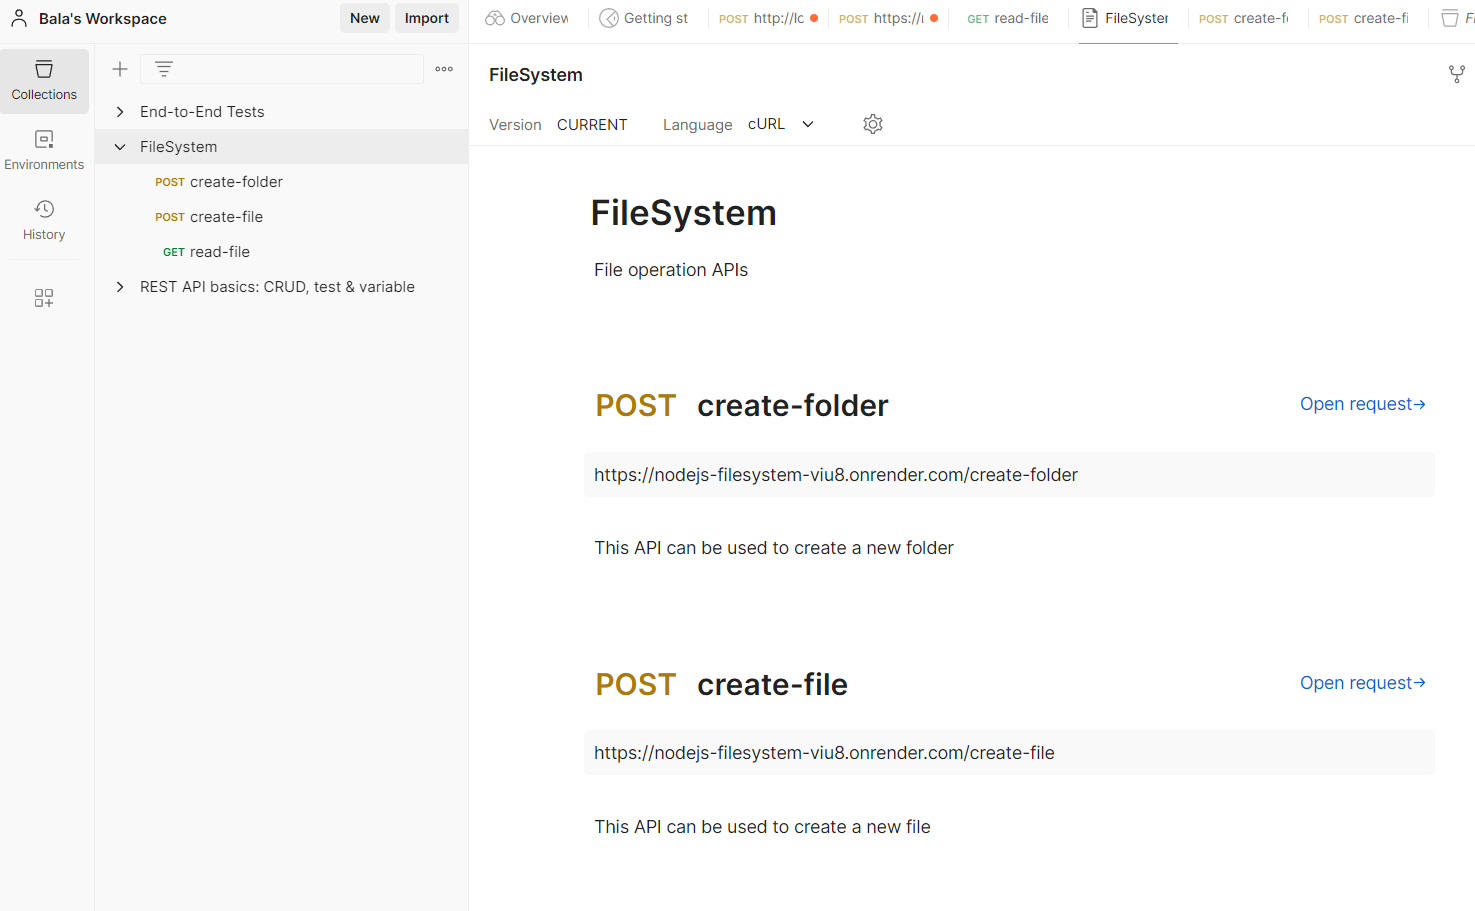 Bala's Workspace
New
Import
Overview
Getting st
POST http://lc
POST https://
GET read-file
FileSyster
POST create-f
POST create-fi
Collections
Environments
History
End-to-End Tests
FileSystem
POST create-folder
POST create-file
GET read-file
REST API basics: CRUD, test & variable
FileSystem
Version CURRENT Language cURL
FileSystem
File operation APIs
POST create-folder
Open request→
https://nodejs-filesystem-viu8.onrender.com/create-folder
This API can be used to create a new folder
POST create-file
Open request→
https://nodejs-filesystem-viu8.onrender.com/create-file
This API can be used to create a new file